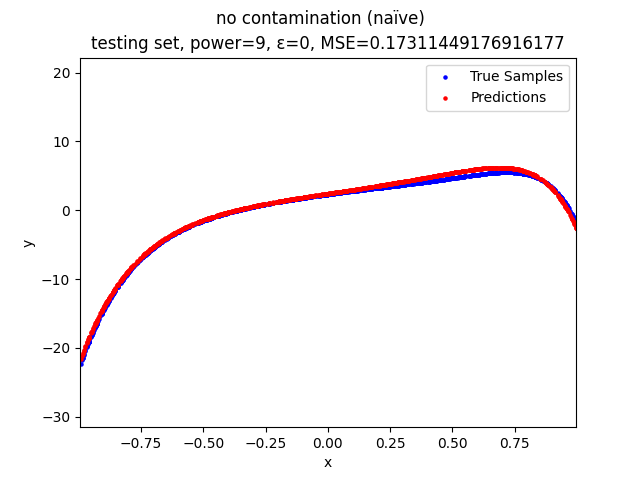 no contamination (naïve)
testing set, power=9, ε=0, MSE=0.17311449176916177
True Samples
Predictions
20
10
0
−10
−20
−30
y
−0.75
−0.50
−0.25
0.00
0.25
0.50
0.75
x